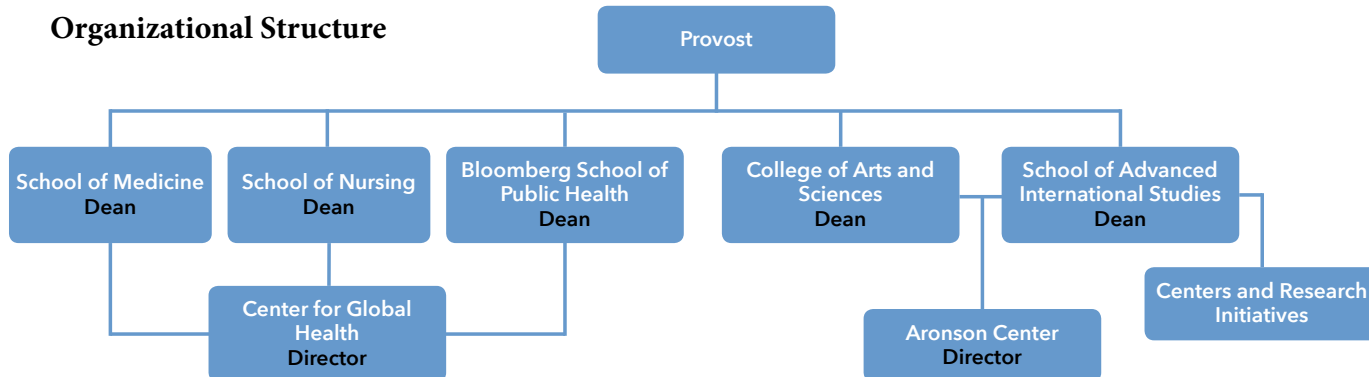 Organizational Structure
Provost
School of Medicine
Dean
School of Nursing
Dean
Bloomberg School of
Public Health
Dean
College of Arts and
Sciences
Dean
School of Advanced
International Studies
Dean
Center for Global
Health
Director
Aronson Center
Director
Centers and Research
Initiatives